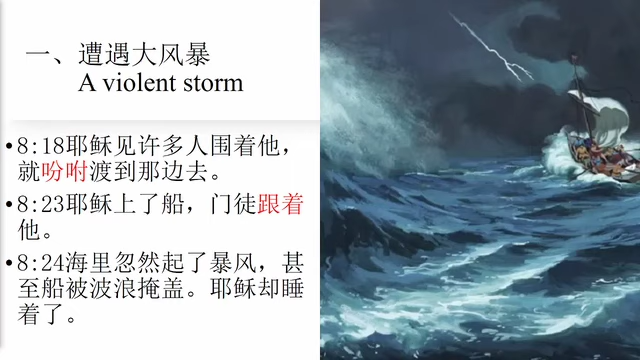 一、遭遇大风暴
A violent storm
•8:18耶稣见许多人围着他，
就吩咐渡到那边去。
•8:23耶稣上了船，门徒跟着
他。
•8:24海里忽然起了暴风，甚
至船被波浪掩盖。耶稣却睡
着了。